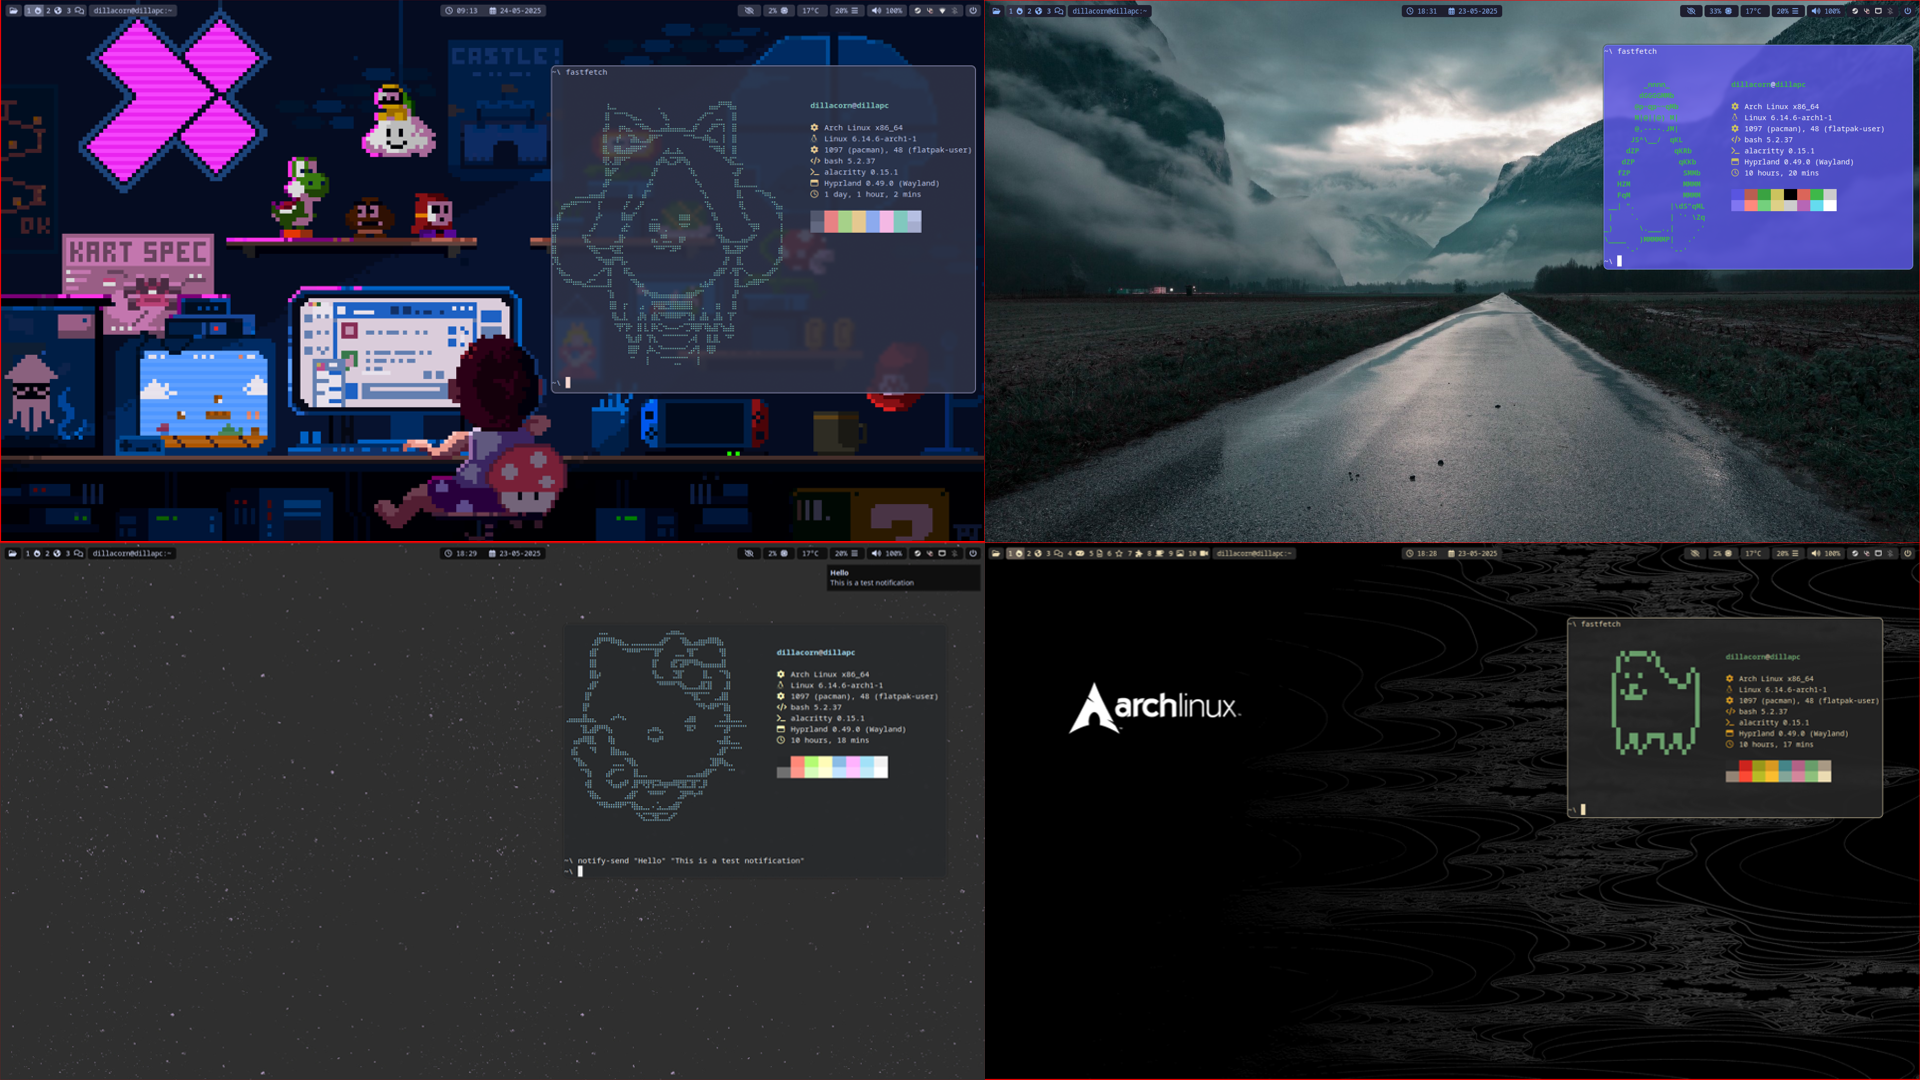 1 2 3 dillacorn@dillapc:~ 09:13 24-05-2025 2% 17°C 20% 100%
CASTLE!
~\ fastfetch
dillacorn@dillapc
Arch Linux x86_64
Linux 6.14.6-arch1-1
1097 (pacman), 48 (flatpak-user)
bash 5.2.37
alacritty 0.15.1
Hyprland 0.49.0 (Wayland)
1 day, 1 hour, 2 mins
~\
DK
KART SPEC
1 2 3 dillacorn@dillapc:~ 18:31 23-05-2025 33% 17°C 20% 100%
~\ fastfetch
dillacorn@dillapc
Arch Linux x86_64
Linux 6.14.6-arch1-1
1097 (pacman), 48 (flatpak-user)
bash 5.2.37
alacritty 0.15.1
Hyprland 0.49.0 (Wayland)
10 hours, 20 mins
~\
1 2 3 dillacorn@dillapc:~ 18:29 23-05-2025 2% 17°C 20% 100%
Hello
This is a test notification
dillacorn@dillapc
Arch Linux x86_64
Linux 6.14.6-arch1-1
1097 (pacman), 48 (flatpak-user)
bash 5.2.37
alacritty 0.15.1
Hyprland 0.49.0 (Wayland)
10 hours, 18 mins
~\ notify-send "Hello" "This is a test notification"
~\
1 2 3 4 5 6 7 8 9 10 dillacorn@dillapc:~ 18:28 23-05-2025 2% 17°C 20% 100%
archlinux
~\ fastfetch
dillacorn@dillapc
Arch Linux x86_64
Linux 6.14.6-arch1-1
1097 (pacman), 48 (flatpak-user)
bash 5.2.37
alacritty 0.15.1
Hyprland 0.49.0 (Wayland)
10 hours, 17 mins
~\